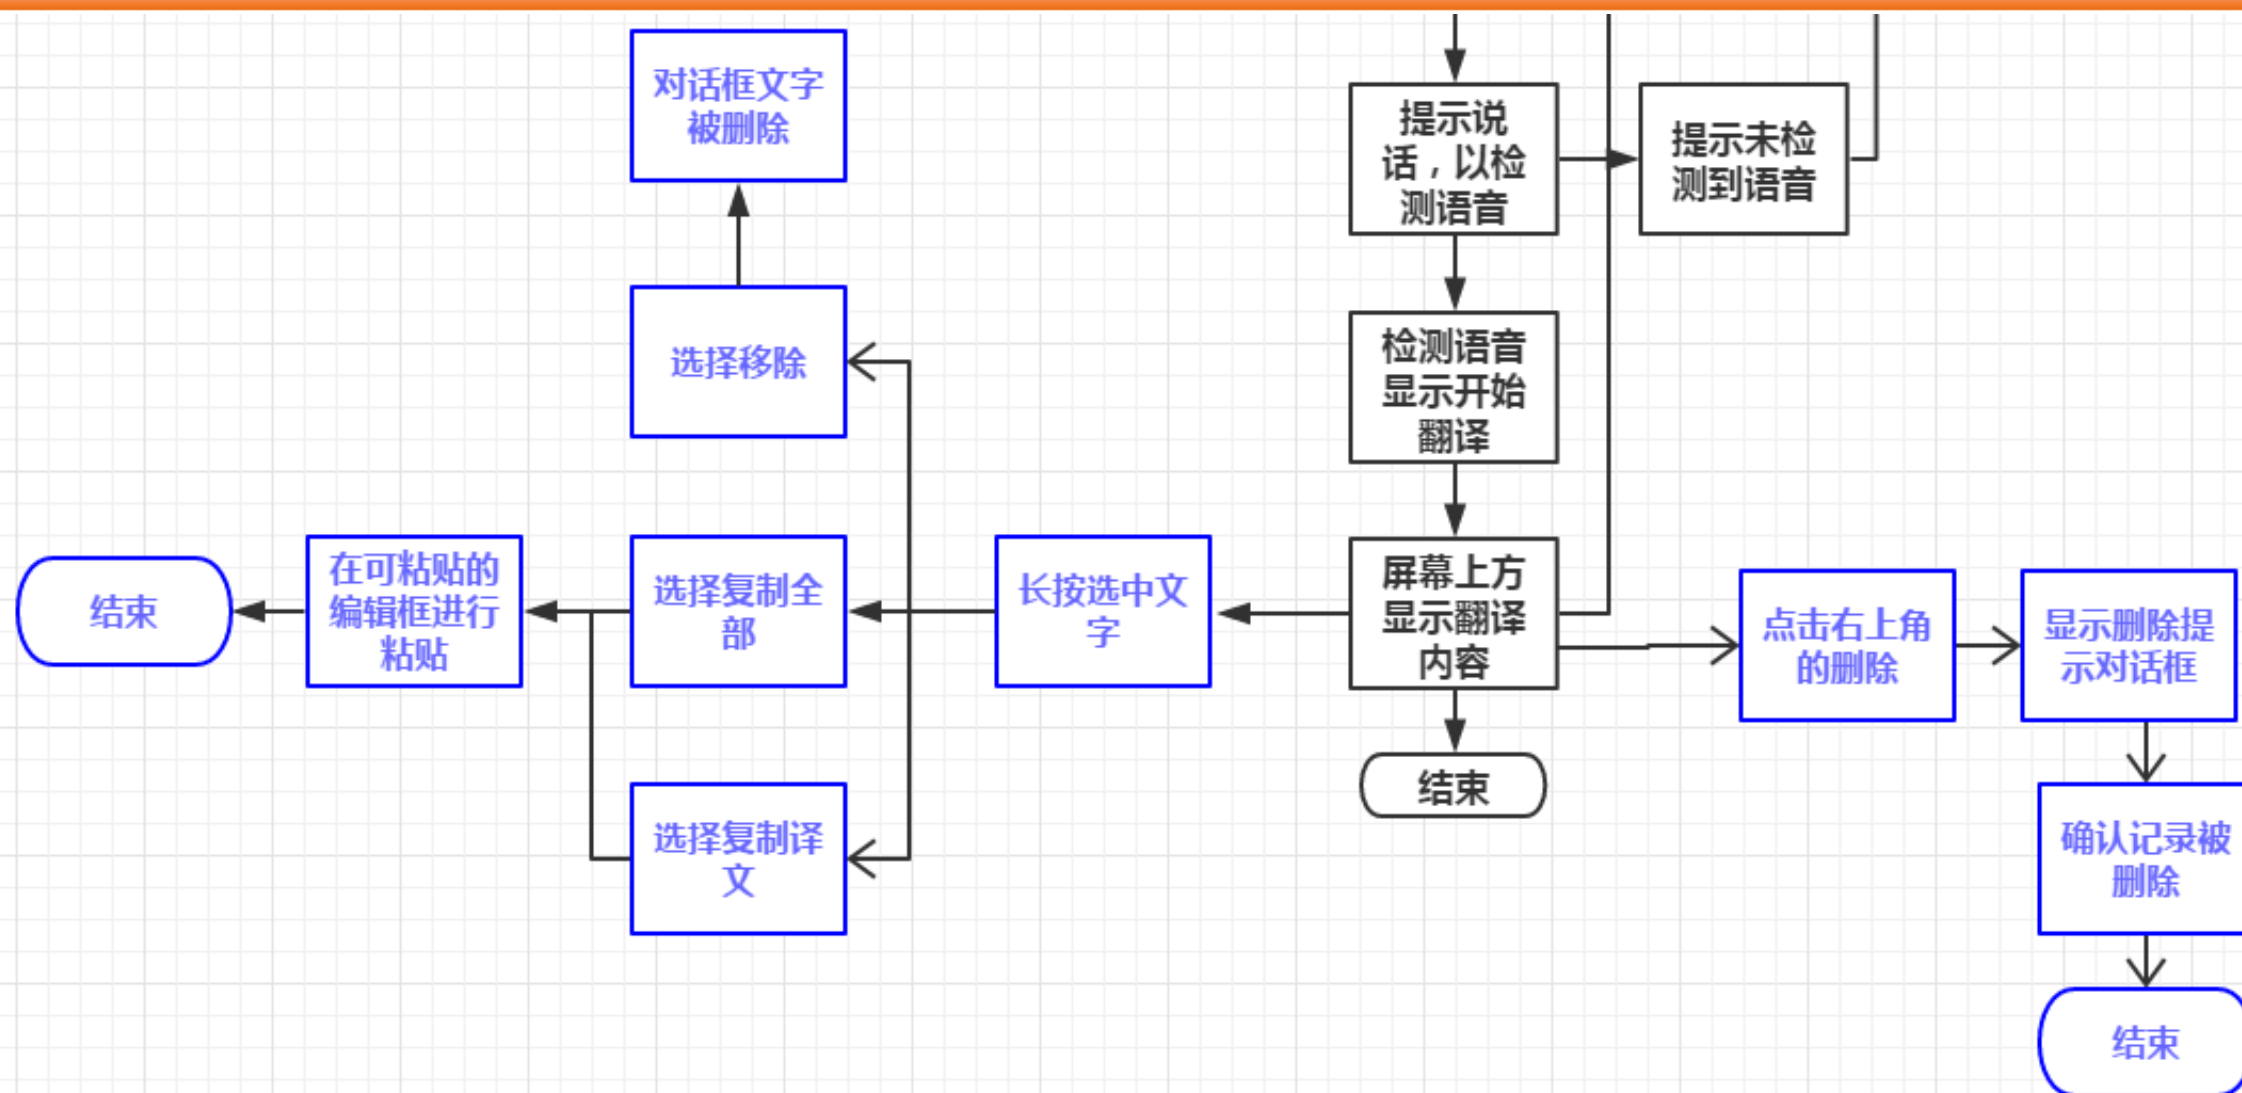 对话框文字
被删除
提示说
话，以检
测语音
提示未检
测到语音
选择移除
检测语音
显示开始
翻译
结束
在可粘贴的
编辑框进行
粘贴
选择复制全
部
长按选中文
字
屏幕上方
显示翻译
内容
点击右上角
的删除
显示删除提
示对话框
结束
选择复制译
文
确认记录被
删除
结束